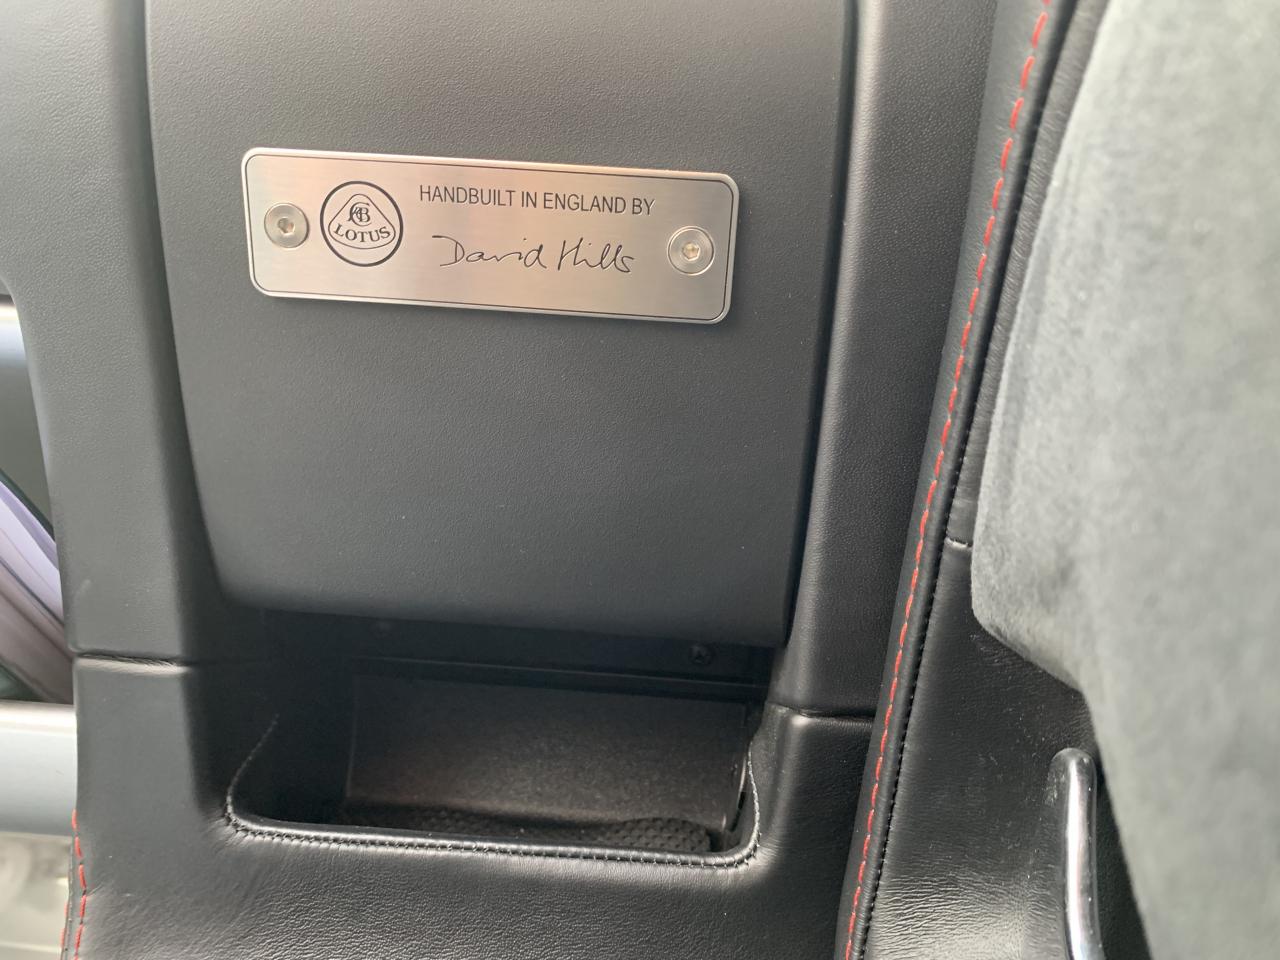 HANDBUILT IN ENGLAND BY
LOTUS
David Hills